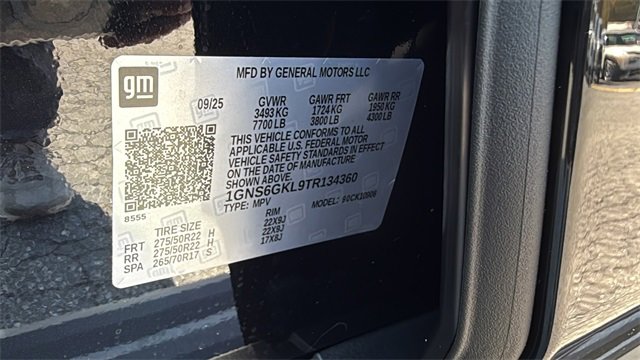 gm
MFD BY GENERAL MOTORS LLC
09/25 GVWR GAWR FRT GAWR RR
3493 KG 1724 KG 1950 KG
7700 LB 3800 LB 4300 LB
THIS VEHICLE CONFORMS TO ALL
APPLICABLE U.S. FEDERAL MOTOR
VEHICLE SAFETY STANDARDS IN EFFECT
ON THE DATE OF MANUFACTURE
SHOWN ABOVE.
1GNS6GKL9TR134360
TYPE: MPV MODEL:
8555
TIRE SIZE RIM
FRT 275/50R22 H 22X9J
RR 275/50R22 H 22X9J
SPA 265/70R17 S 17X8J